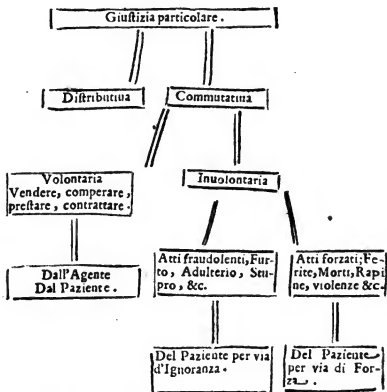 Giuſtizia particolare.
Diſtributiua
Commutatiua
Volontaria
Vendere, comperare,
preſtare, contrattare.
Inuolontaria
Dall'Agente
Dal Paziente.
Atti fraudolenti, Fur-
to, Adulterio, Stu-
pro, &c.
Atti forzati; Fe-
rite, Morti, Rapi
ne, violenze &c.
Del Paziente per via
d'Ignoranza.
Del Paziente
per via di For-
za.